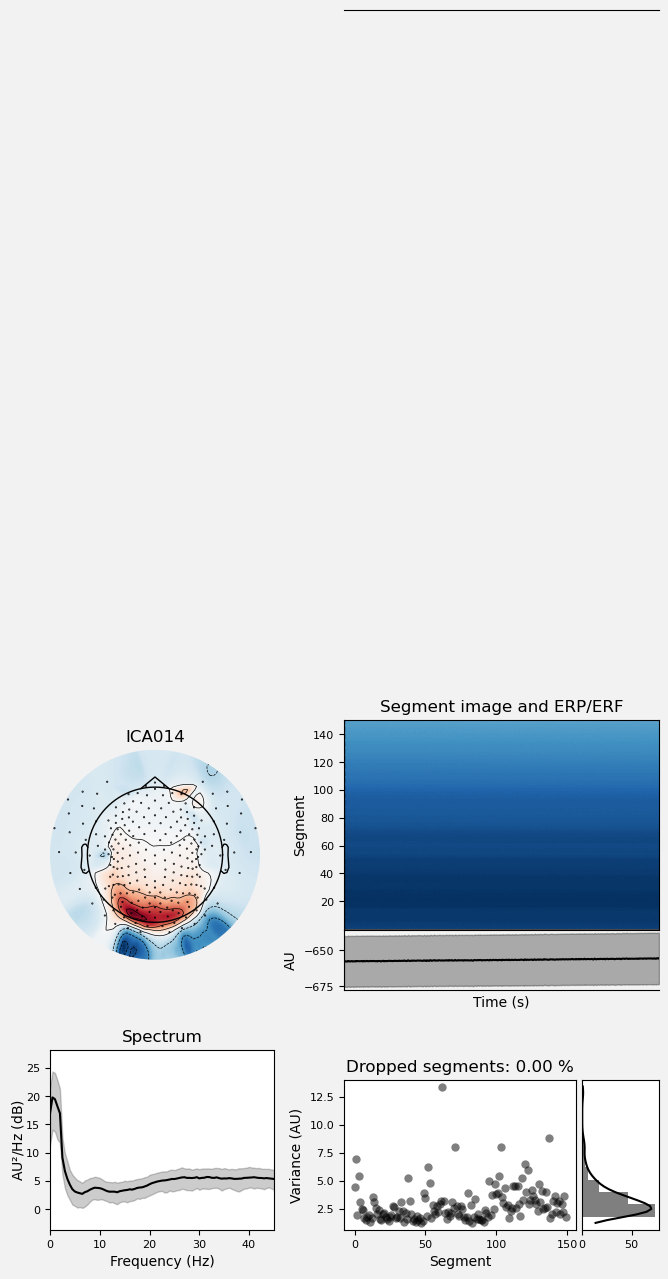 Segment image and ERP/ERF
ICA014
140
120
100
80
60
40
20
Segment
−650
−675
AU
Time (s)
Spectrum
25
20
15
10
5
0
AU²/Hz (dB)
0 10 20 30 40
Frequency (Hz)
Dropped segments: 0.00 %
12.5
10.0
7.5
5.0
2.5
Variance (AU)
0 50 100 150
Segment
0 50